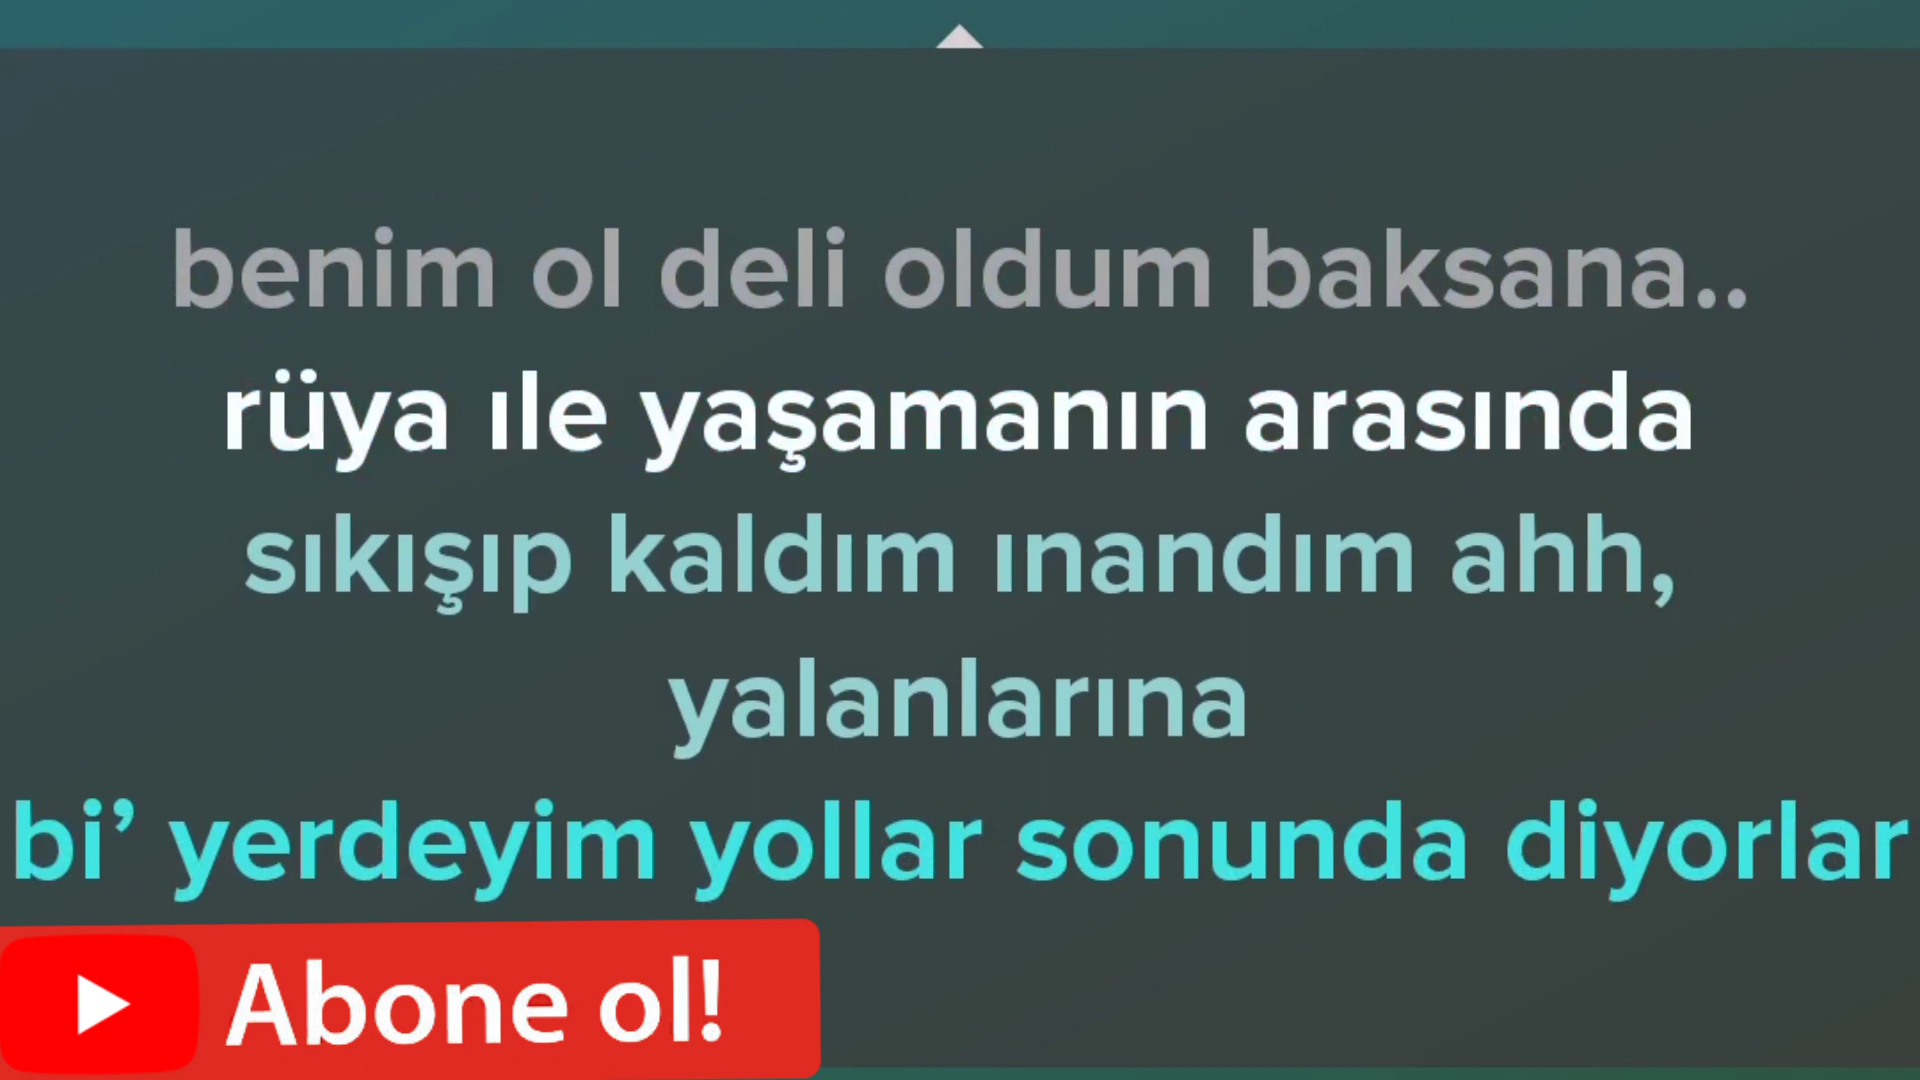 benim ol deli oldum baksana..
rüya ıle yaşamanın arasında
sıkışıp kaldım ınandım ahh,
yalanlarına
bi’ yerdeyim yollar sonunda diyorlar
Abone ol!